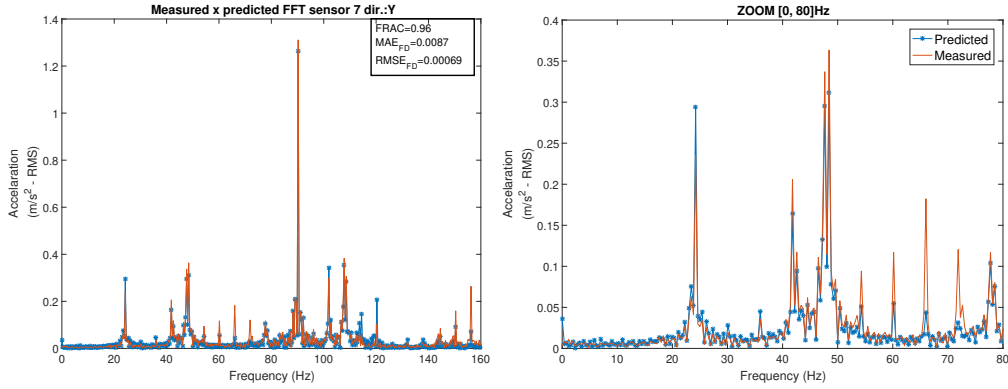 Measured x predicted FFT sensor 7 dir.:Y
FRAC=0.96
MAE_FD=0.0087
RMSE_FD=0.00069
1.4
1.2
1
0.8
0.6
0.4
0.2
0
0 20 40 60 80 100 120 140 160
Frequency (Hz)
Accelaration
(m/s² - RMS)
ZOOM [0, 80]Hz
Predicted
Measured
0.4
0.35
0.3
0.25
0.2
0.15
0.1
0.05
0
0 10 20 30 40 50 60 70 80
Frequency (Hz)
Accelaration
(m/s² - RMS)